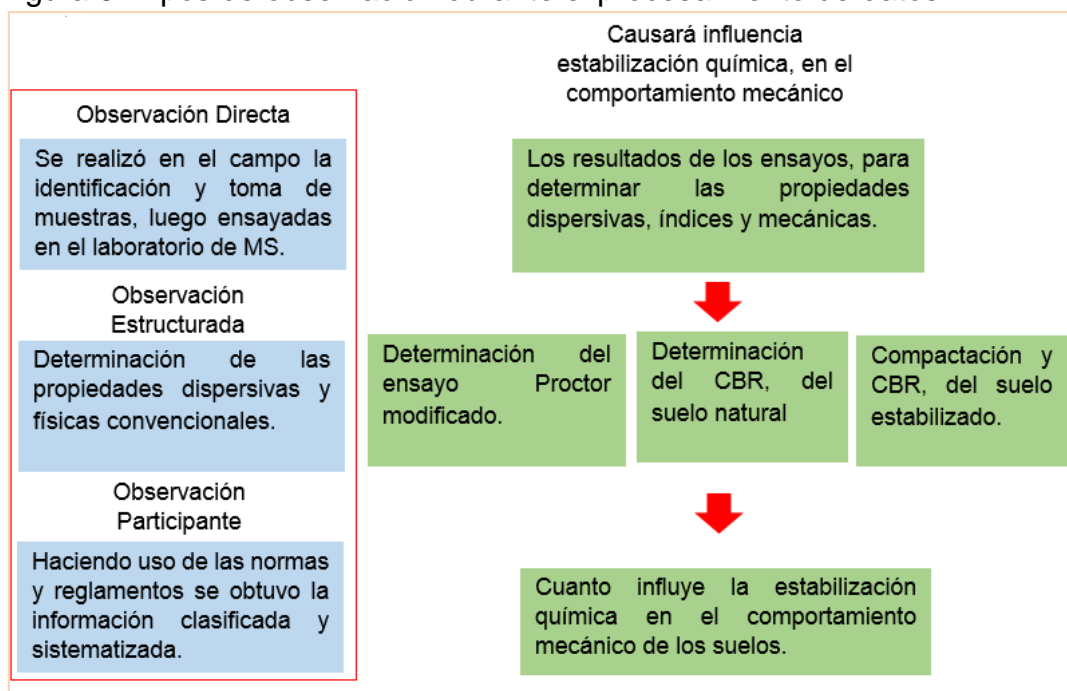 Causará influencia
estabilización química, en el
comportamiento mecánico
Observación Directa
Se realizó en el campo la
identificación y toma de
muestras, luego ensayadas
en el laboratorio de MS.
Observación
Estructurada
Determinación de las
propiedades dispersivas y
físicas convencionales.
Observación
Participante
Haciendo uso de las normas
y reglamentos se obtuvo la
información clasificada y
sistematizada.
Los resultados de los ensayos, para
determinar las propiedades
dispersivas, índices y mecánicas.
Determinación del
ensayo Proctor
modificado.
Determinación
del CBR, del
suelo natural
Compactación y
CBR, del suelo
estabilizado.
Cuanto influye la estabilización
química en el comportamiento
mecánico de los suelos.